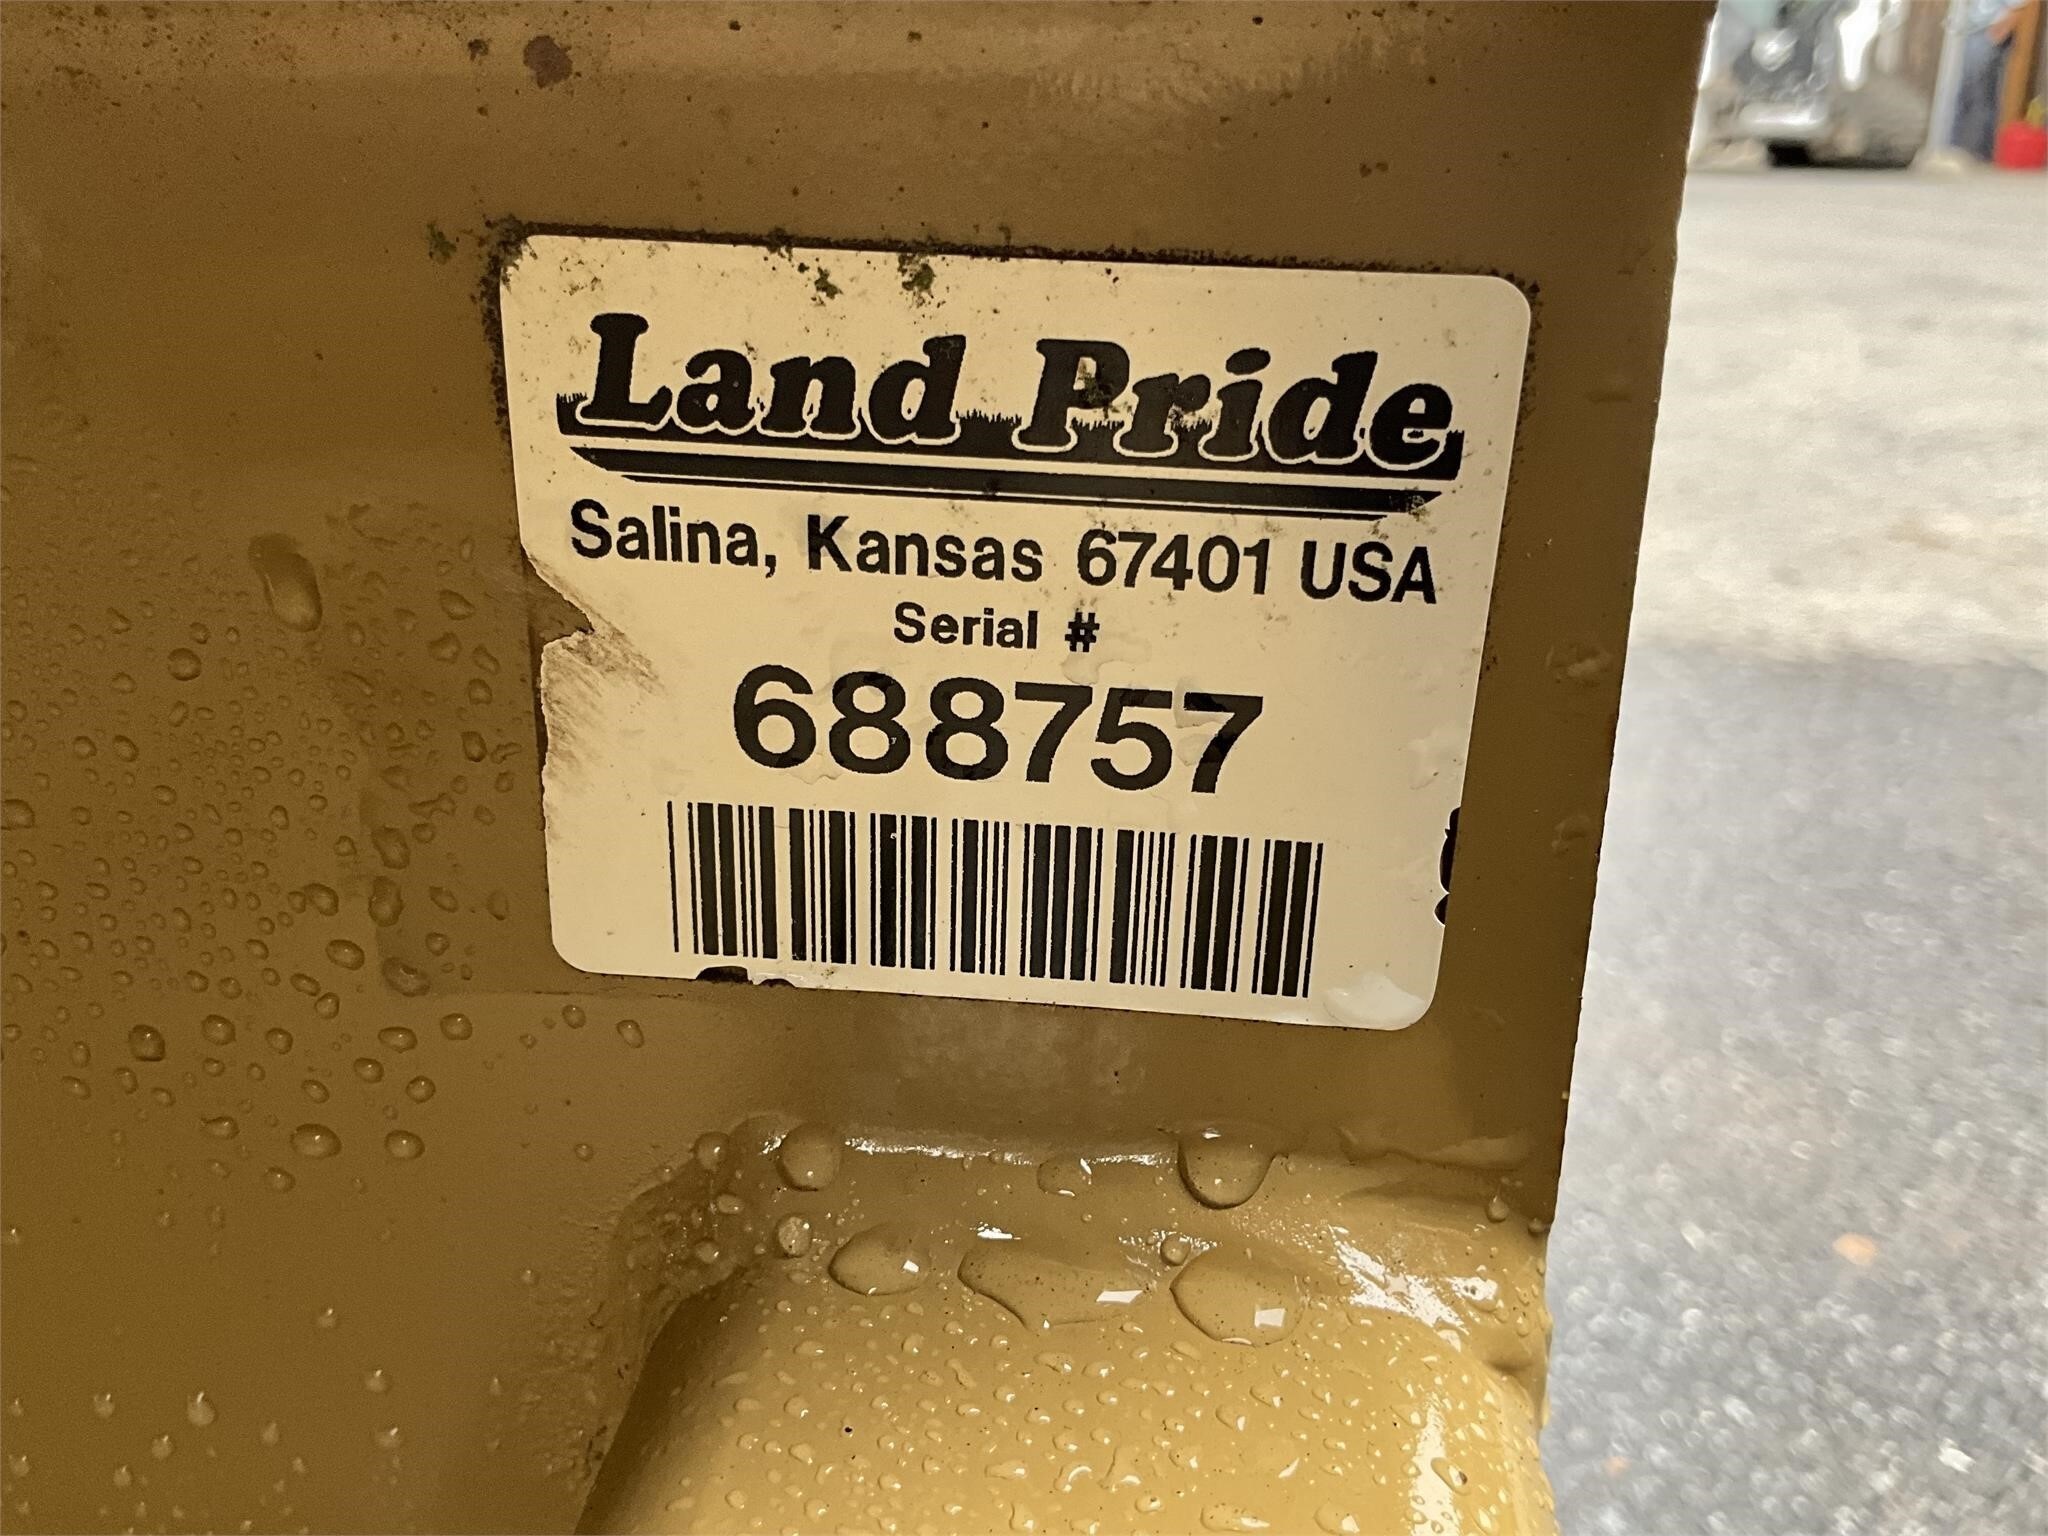 Land Pride
Salina, Kansas 67401 USA
Serial #
688757